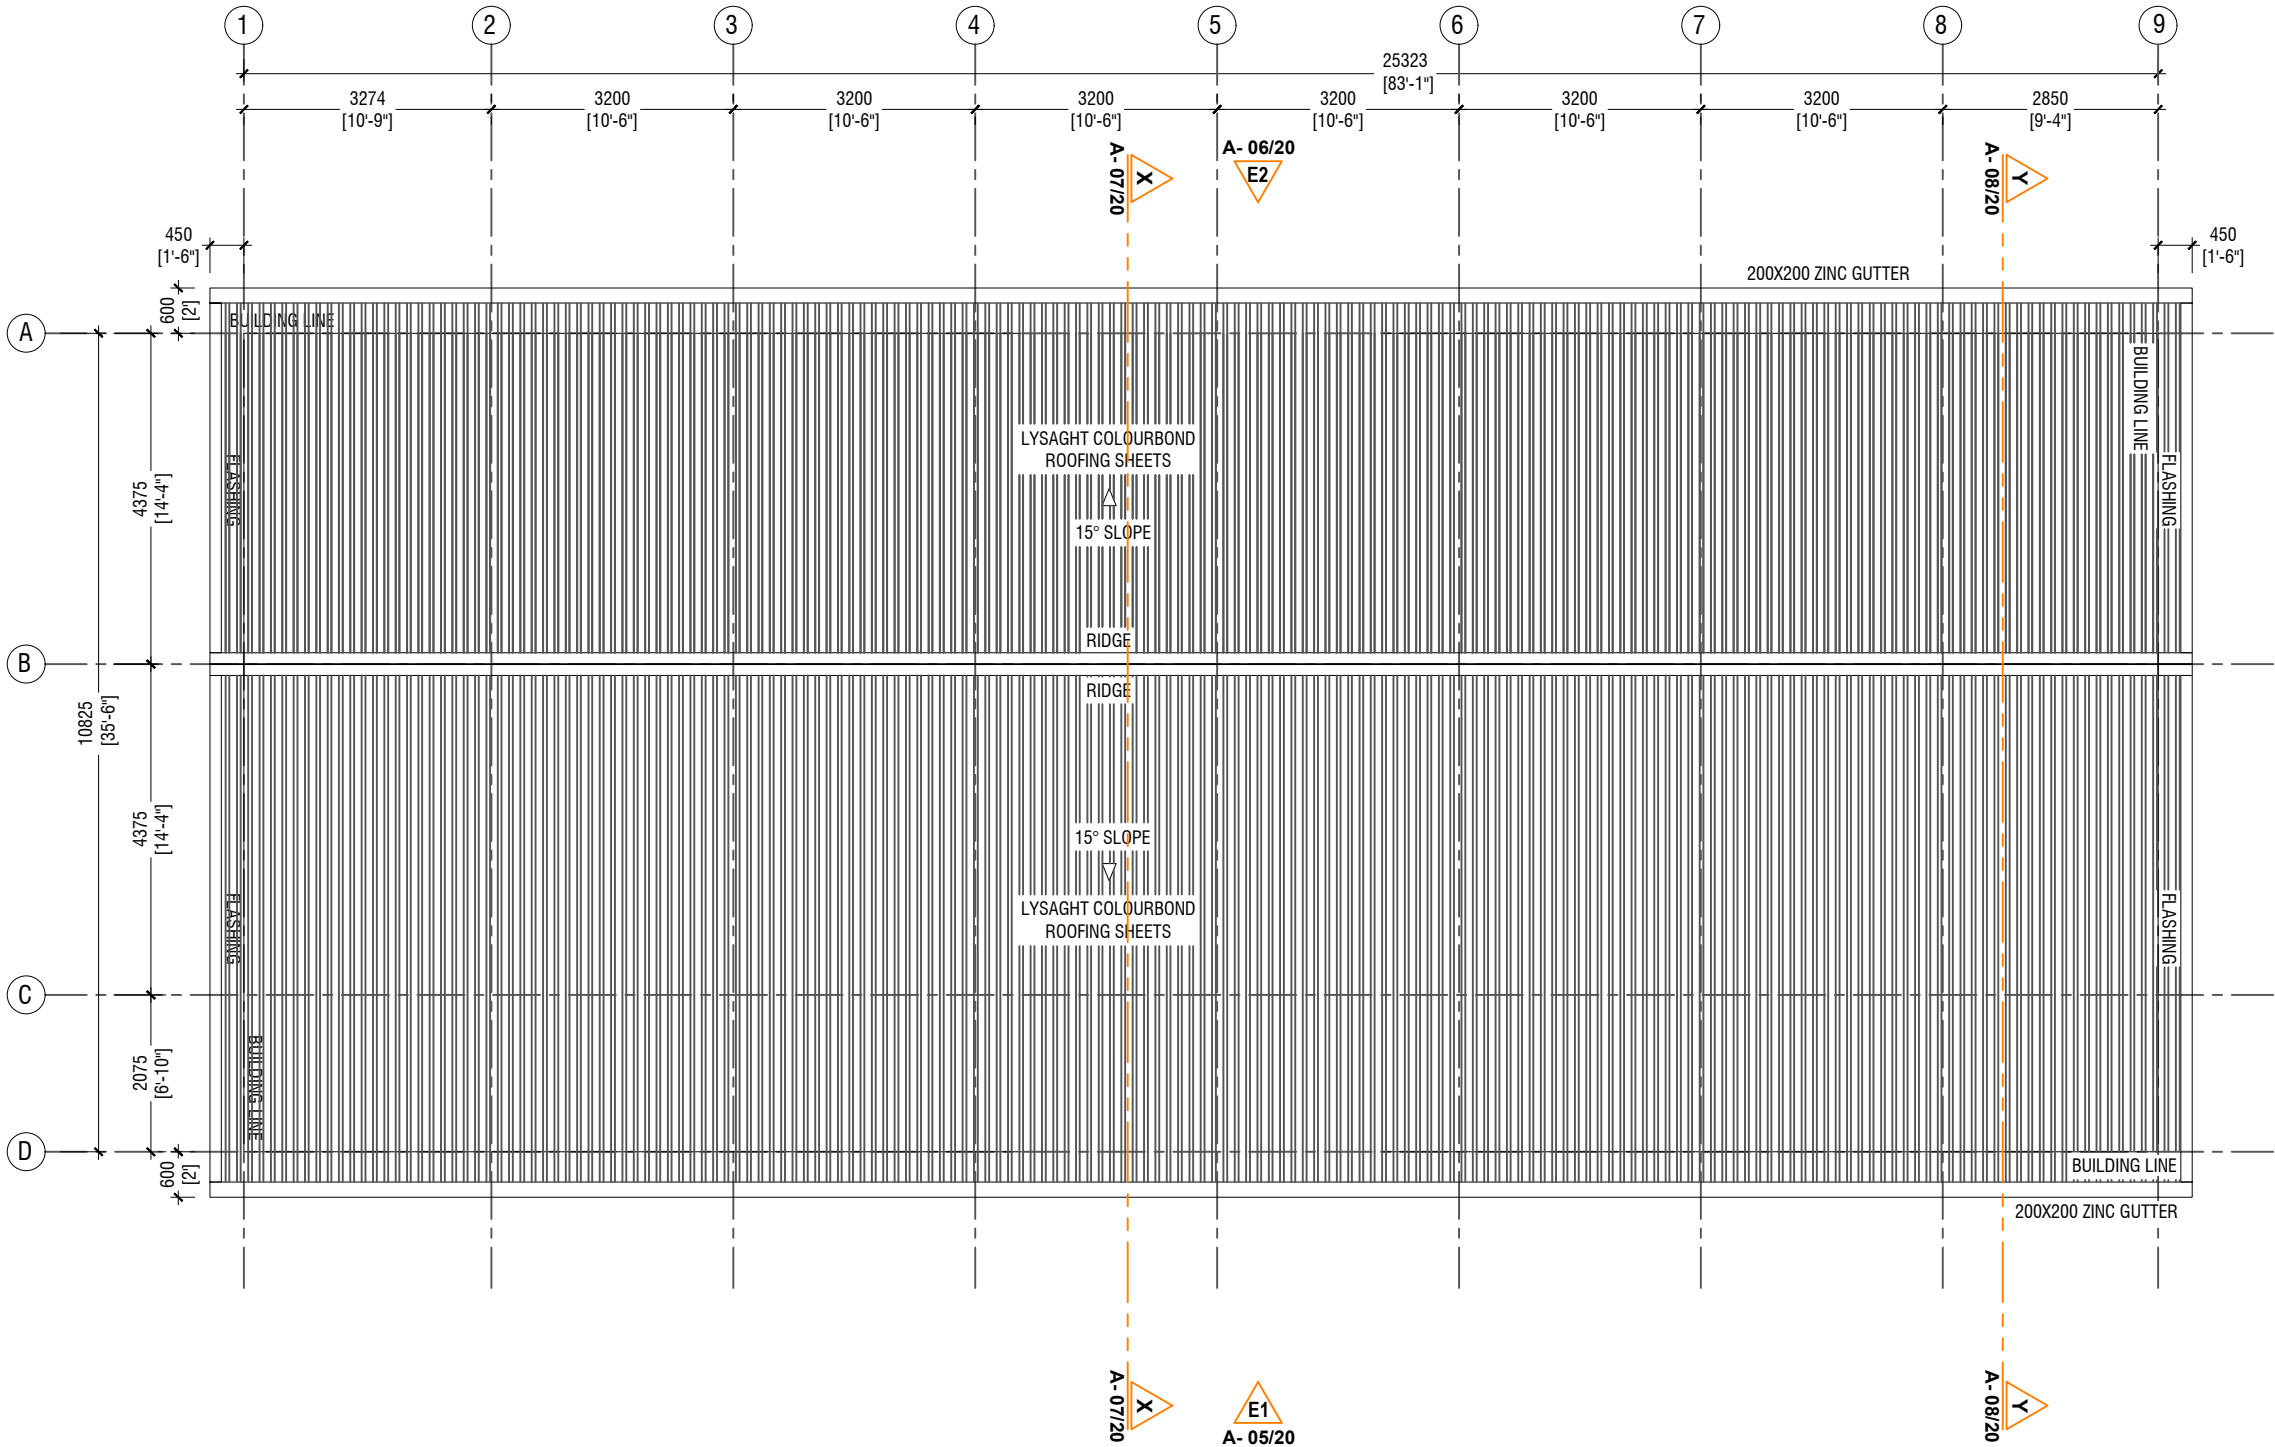 1 2 3 4 5 6 7 8 9
25323
[83'-1"]
3274 3200 3200 3200 3200 3200 3200 2850
[10'-9"] [10'-6"] [10'-6"] [10'-6"] [10'-6"] [10'-6"] [10'-6"] [9'-4"]
A- 07/20
X
A- 06/20
E2
A- 08/20
Y
450
[1'-6"]
450
[1'-6"]
200X200 ZINC GUTTER
600
[2']
BUILDING LINE
A
BUILDING LINE
LYSAGHT COLOURBOND
ROOFING SHEETS
FLASHING
FLASHING
4375
[14'-4"]
15° SLOPE
RIDGE
B
RIDGE
10825
[35'-6"]
4375
[14'-4"]
15° SLOPE
LYSAGHT COLOURBOND
ROOFING SHEETS
FLASHING
FLASHING
C
2075
[6'-10"]
BUILDING LINE
D
600
[2']
BUILDING LINE
200X200 ZINC GUTTER
A- 07/20
X
E1
A- 05/20
A- 08/20
Y